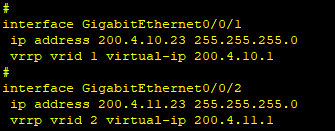 #
interface GigabitEthernet0/0/1
ip address 200.4.10.23 255.255.255.0
vrrp vrid 1 virtual-ip 200.4.10.1
#
interface GigabitEthernet0/0/2
ip address 200.4.11.23 255.255.255.0
vrrp vrid 2 virtual-ip 200.4.11.1